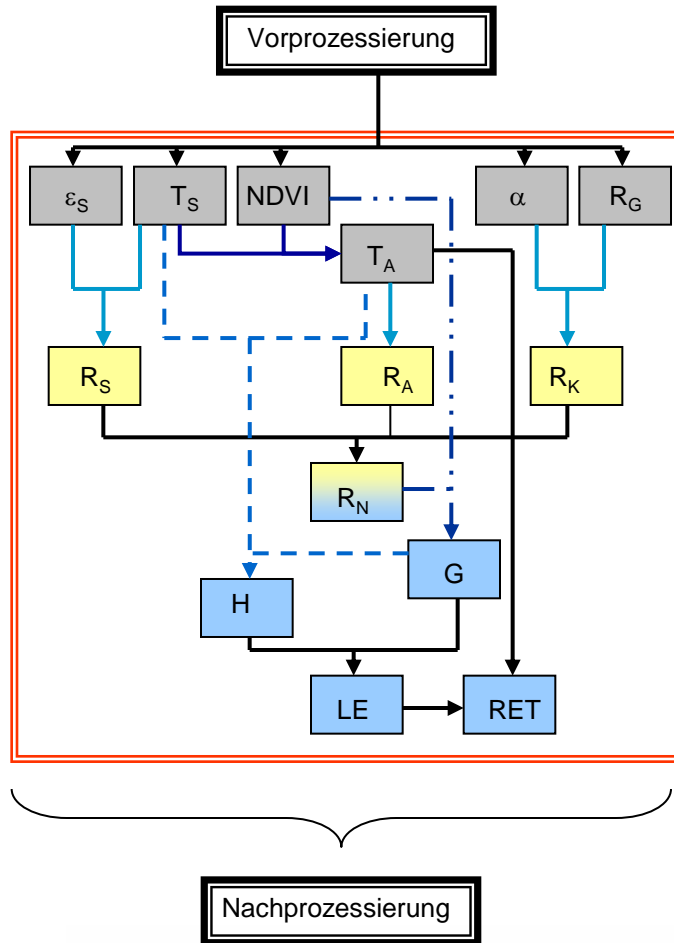 Vorprozessierung
εS TS NDVI α RG
TA
RS RA RK
RN
G
H
LE RET
Nachprozessierung